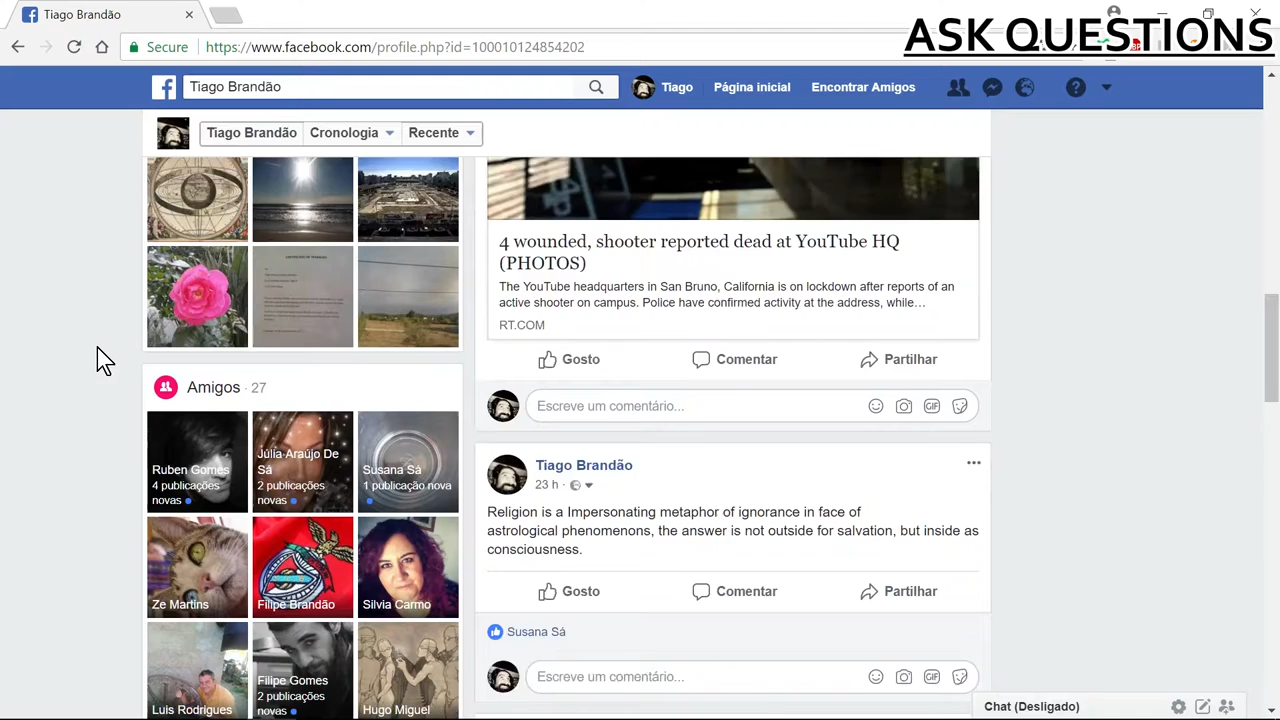 Tiago Brandão
ASK QUESTIONS
Secure
https://www.facebook.com/profile.php?id=100010124854202
Tiago Brandão
Tiago
Página inicial
Encontrar Amigos
Tiago Brandão
Cronologia
Recente
4 wounded, shooter reported dead at YouTube HQ
(PHOTOS)
The YouTube headquarters in San Bruno, California is on lockdown after reports of an
active shooter on campus. Police have confirmed activity at the address, while…
RT.COM
Gosto
Comentar
Partilhar
Escreve um comentário...
GIF
Amigos · 27
Ruben Gomes
4 publicações
novas
Júlia Araújo De
Sá
2 publicações
novas
Susana Sá
1 publicação nova
Ze Martins
Filipe Brandão
Silvia Carmo
Luis Rodrigues
Filipe Gomes
2 publicações
novas
Hugo Miguel
Tiago Brandão
23 h ·
Religion is a Impersonating metaphor of ignorance in face of
astrological phenomenons, the answer is not outside for salvation, but inside as
consciousness.
Gosto
Comentar
Partilhar
Susana Sá
Escreve um comentário...
GIF
Chat (Desligado)